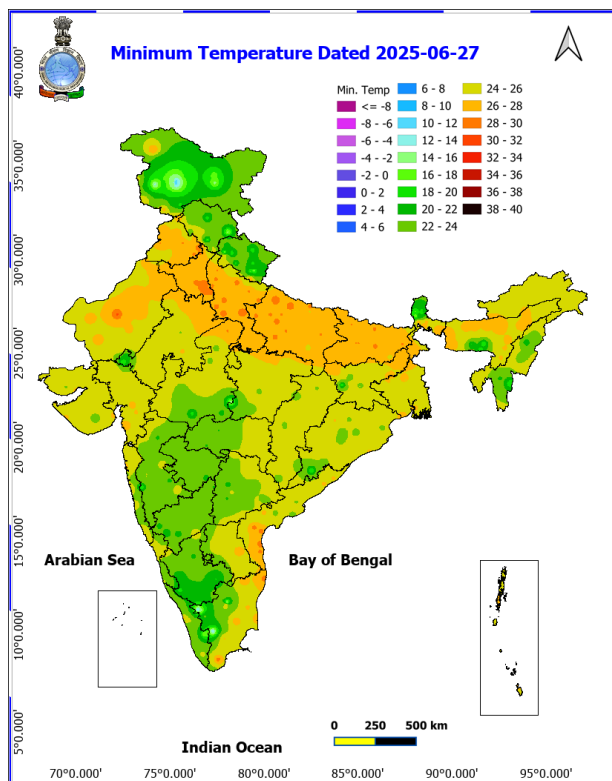 Minimum Temperature Dated 2025-06-27
Min. Temp
<= -8
-8 - -6
-6 - -4
-4 - -2
-2 - 0
0 - 2
2 - 4
4 - 6
6 - 8
8 - 10
10 - 12
12 - 14
14 - 16
16 - 18
18 - 20
20 - 22
22 - 24
24 - 26
26 - 28
28 - 30
30 - 32
32 - 34
34 - 36
36 - 38
38 - 40
40°0.000'
35°0.000'
30°0.000'
25°0.000'
20°0.000'
15°0.000'
10°0.000'
5°0.000'
Arabian Sea
Bay of Bengal
0 250 500 km
Indian Ocean
70°0.000' 75°0.000' 80°0.000' 85°0.000' 90°0.000' 95°0.000'